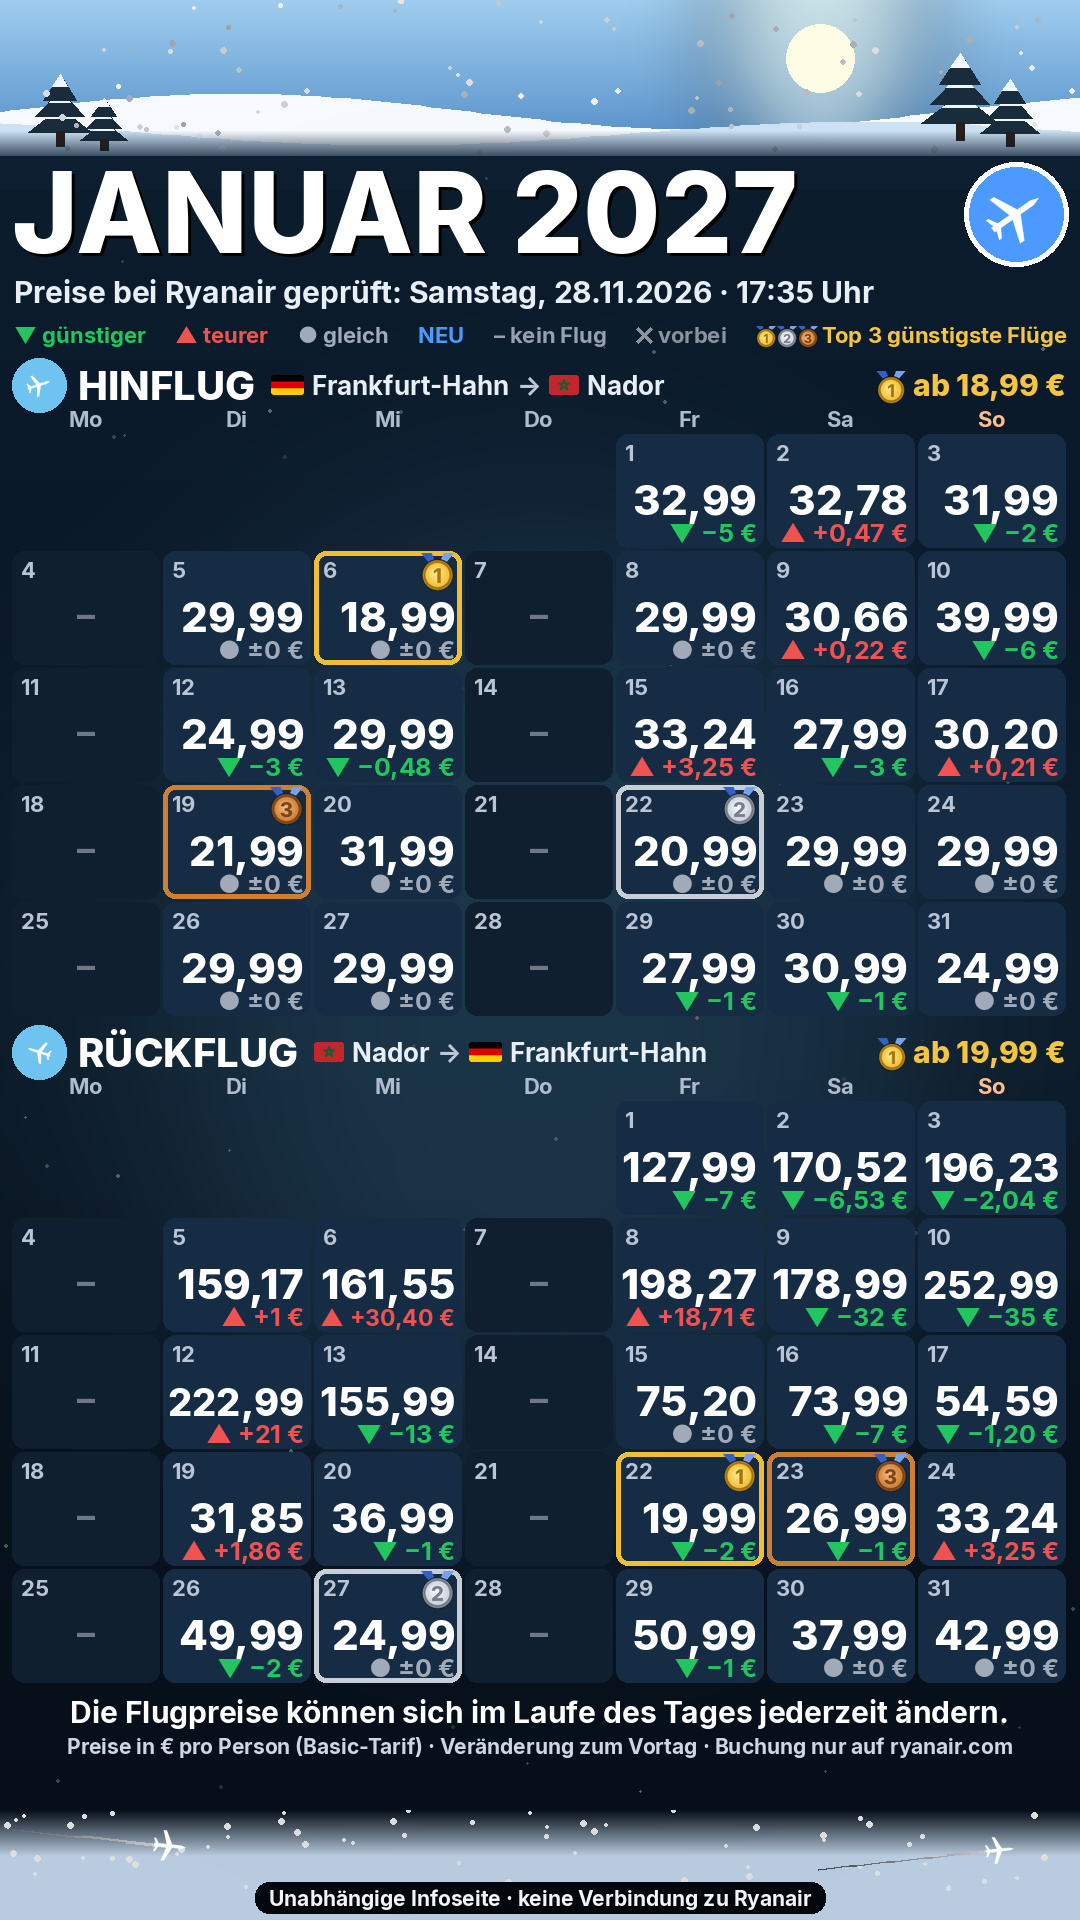 JANUAR 2027
Preise bei Ryanair geprüft: Samstag, 28.11.2026 · 17:35 Uhr
▼ günstiger ▲ teurer ● gleich NEU – kein Flug ✕ vorbei 1 2 3 Top 3 günstigste Flüge
HINFLUG Frankfurt-Hahn → Nador 1 ab 18,99 €
Mo Di Mi Do Fr Sa So
1 2 3
32,99 32,78 31,99
▼ −5 € ▲ +0,47 € ▼ −2 €
4 5 6 1 7 8 9 10
– 29,99 18,99 – 29,99 30,66 39,99
● ±0 € ● ±0 € ● ±0 € ▲ +0,22 € ▼ −6 €
11 12 13 14 15 16 17
– 24,99 29,99 – 33,24 27,99 30,20
▼ −3 € ▼ −0,48 € ▲ +3,25 € ▼ −3 € ▲ +0,21 €
18 19 3 20 21 22 2 23 24
– 21,99 31,99 – 20,99 29,99 29,99
● ±0 € ● ±0 € ● ±0 € ● ±0 € ● ±0 €
25 26 27 28 29 30 31
– 29,99 29,99 – 27,99 30,99 24,99
● ±0 € ● ±0 € ▼ −1 € ▼ −1 € ● ±0 €
RÜCKFLUG Nador → Frankfurt-Hahn 1 ab 19,99 €
Mo Di Mi Do Fr Sa So
1 2 3
127,99 170,52 196,23
▼ −7 € ▼ −6,53 € ▼ −2,04 €
4 5 6 7 8 9 10
– 159,17 161,55 – 198,27 178,99 252,99
▲ +1 € ▲ +30,40 € ▲ +18,71 € ▼ −32 € ▼ −35 €
11 12 13 14 15 16 17
– 222,99 155,99 – 75,20 73,99 54,59
▲ +21 € ▼ −13 € ● ±0 € ▼ −7 € ▼ −1,20 €
18 19 20 21 22 1 23 3 24
– 31,85 36,99 – 19,99 26,99 33,24
▲ +1,86 € ▼ −1 € ▼ −2 € ▼ −1 € ▲ +3,25 €
25 26 27 2 28 29 30 31
– 49,99 24,99 – 50,99 37,99 42,99
▼ −2 € ● ±0 € ▼ −1 € ● ±0 € ● ±0 €
Die Flugpreise können sich im Laufe des Tages jederzeit ändern.
Preise in € pro Person (Basic-Tarif) · Veränderung zum Vortag · Buchung nur auf ryanair.com
Unabhängige Infoseite · keine Verbindung zu Ryanair